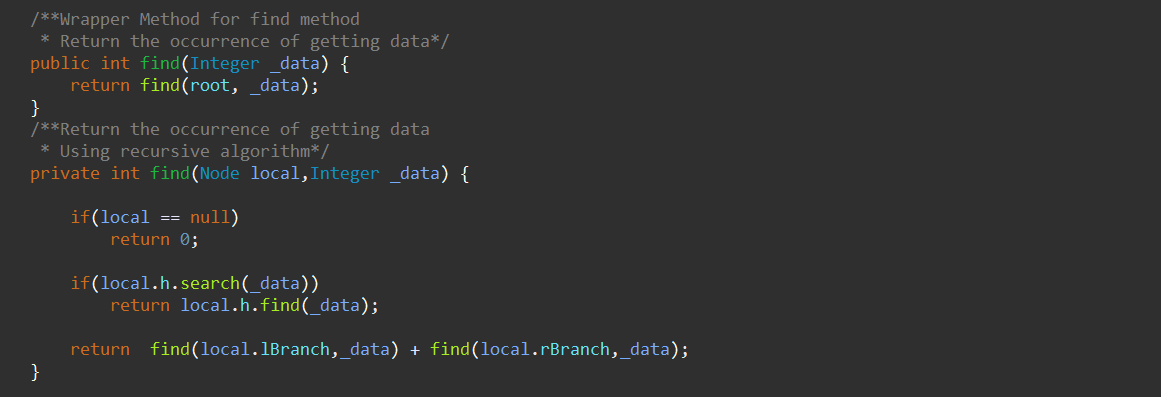 /**Wrapper Method for find method
 * Return the occurrence of getting data*/
public int find(Integer _data) {
    return find(root, _data);
}
/**Return the occurrence of getting data
 * Using recursive algorithm*/
private int find(Node local,Integer _data) {
    if(local == null)
        return 0;
    if(local.h.search(_data))
        return local.h.find(_data);
    return  find(local.lBranch,_data) + find(local.rBranch,_data);
}